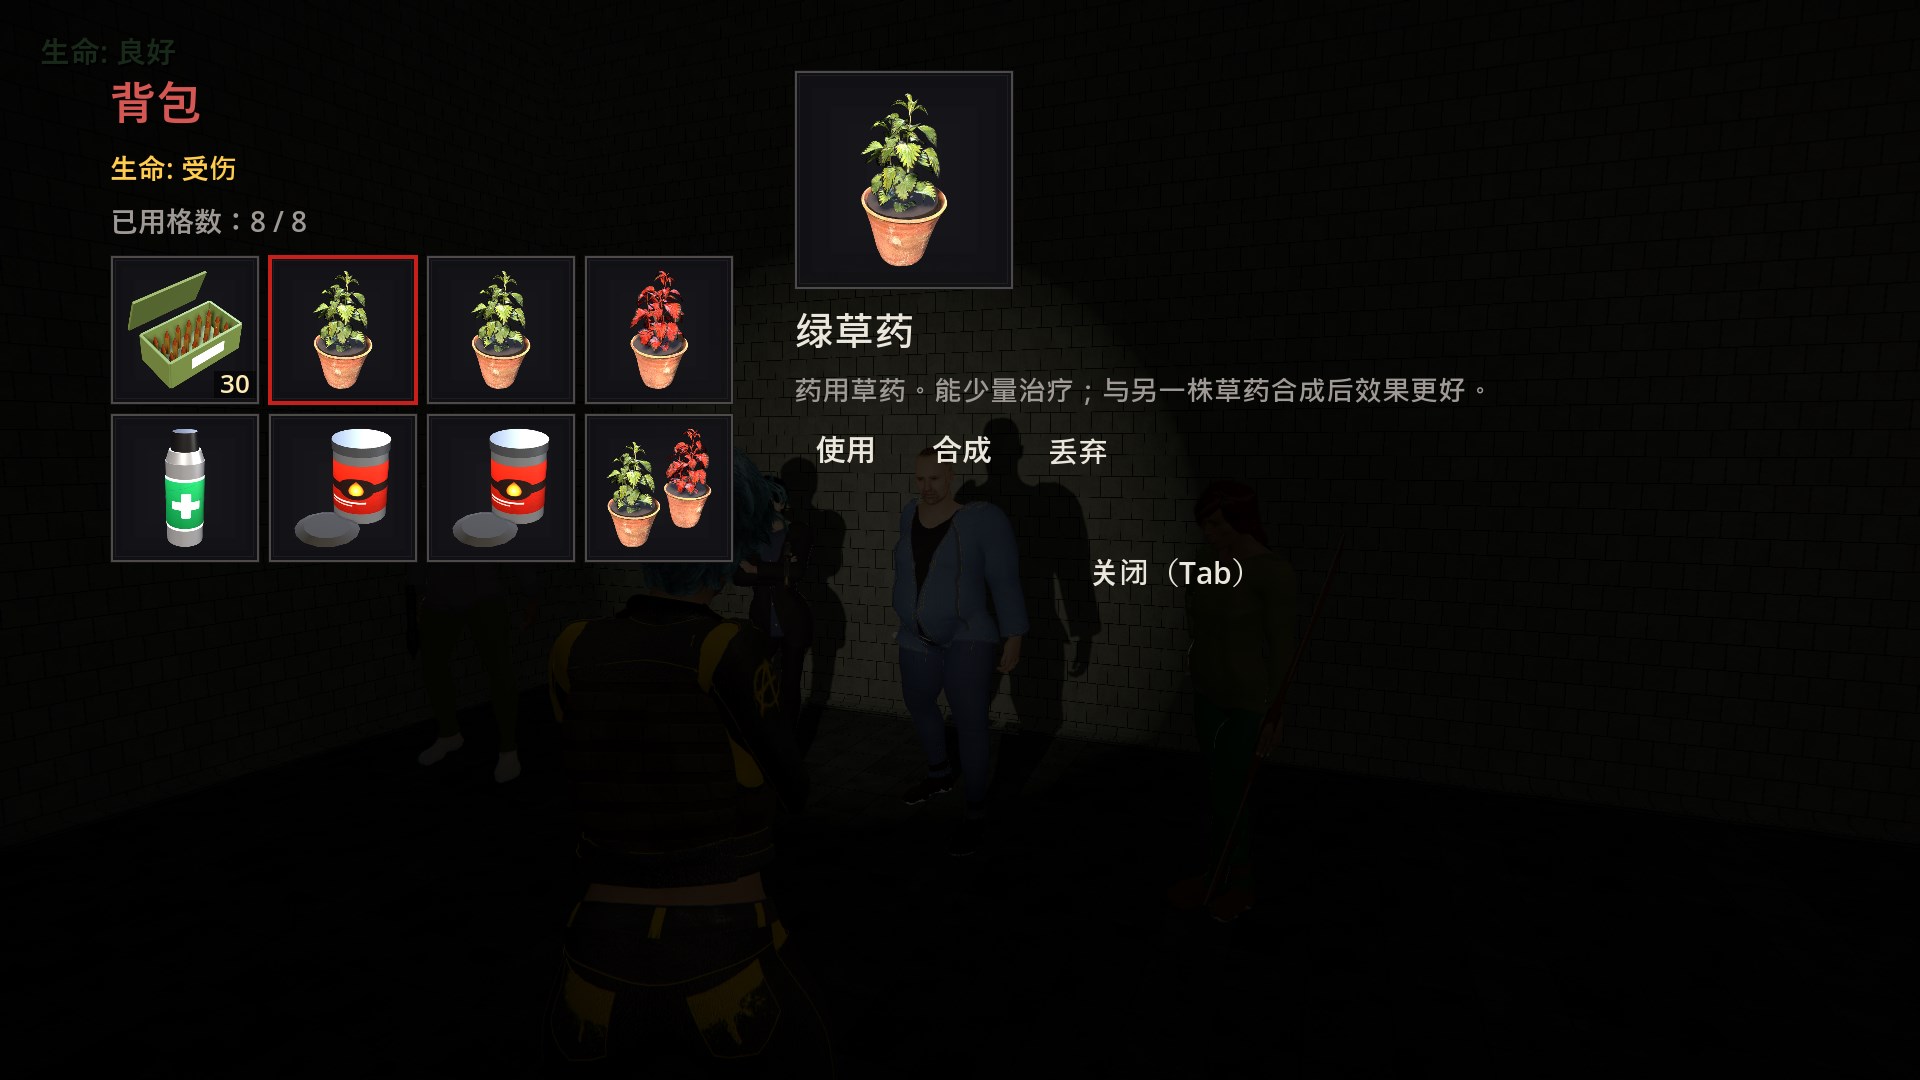 生命: 良好
背包
生命: 受伤
已用格数：8 / 8
30
绿草药
药用草药。能少量治疗；与另一株草药合成后效果更好。
使用 合成 丢弃
关闭（Tab）